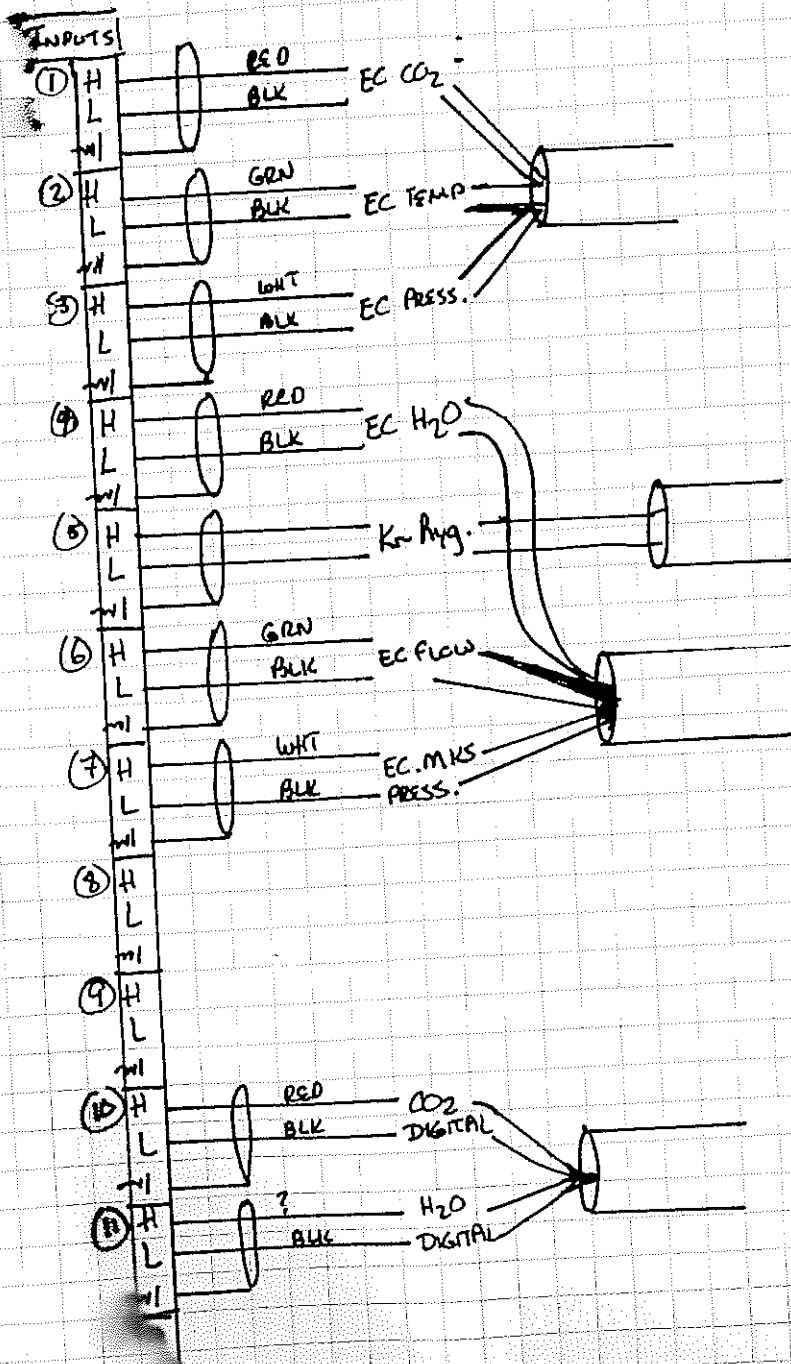 INPUTS
① H RED EC CO2
L BLK
② H GRN EC TEMP
L BLK
③ H WHT EC PRESS.
L BLK
④ H RED EC H2O
L BLK
⑤ H
L
⑥ H GRN EC FLOW
L BLK
⑦ H WHT EC. MKS
L BLK PRESS.
⑧ H
L
⑨ H
L
⑩ H RED CO2
L BLK DIGITAL
⑪ H ? H2O
L BLK DIGITAL